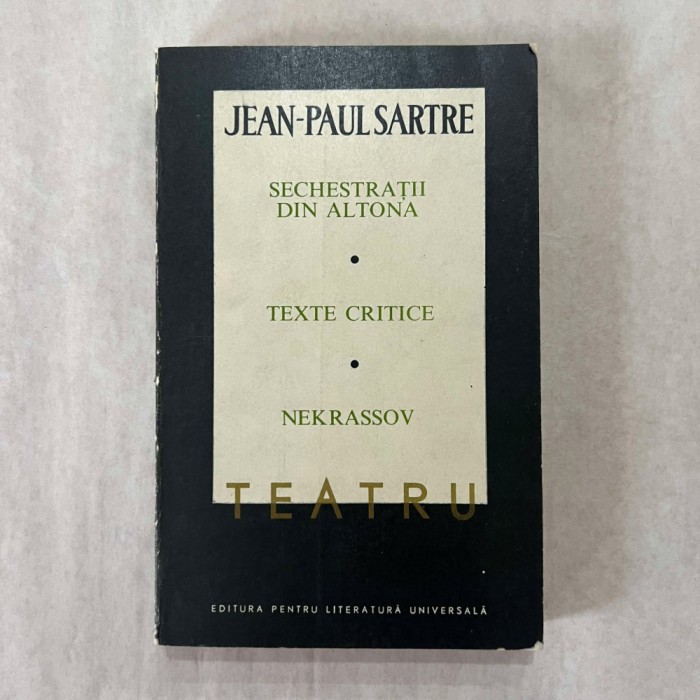 JEAN-PAUL SARTRE
SECHESTRAȚII
DIN ALTONA
•
TEXTE CRITICE
•
NEKRASSOV
TEATRU
EDITURA PENTRU LITERATURĂ UNIVERSALĂ